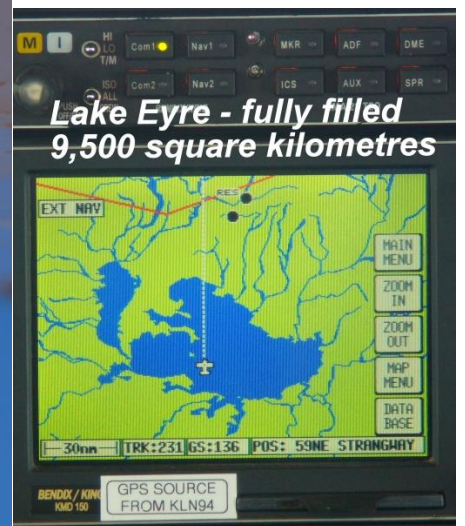 M I
HI
LO
T/M
Com1 Nav1 MKR ADF DME
ISO
ALL
Com2 Nav2 ICS AUX SPR
PUSH
OFF
Lake Eyre - fully filled
9,500 square kilometres
EXT NAV
RES
MAIN
MENU
ZOOM
IN
ZOOM
OUT
MAP
MENU
DATA
BASE
30nm TRK:231 GS:136 POS: 59NE STRANGWAY
BENDIX / KING
KMD 150
GPS SOURCE
FROM KLN94